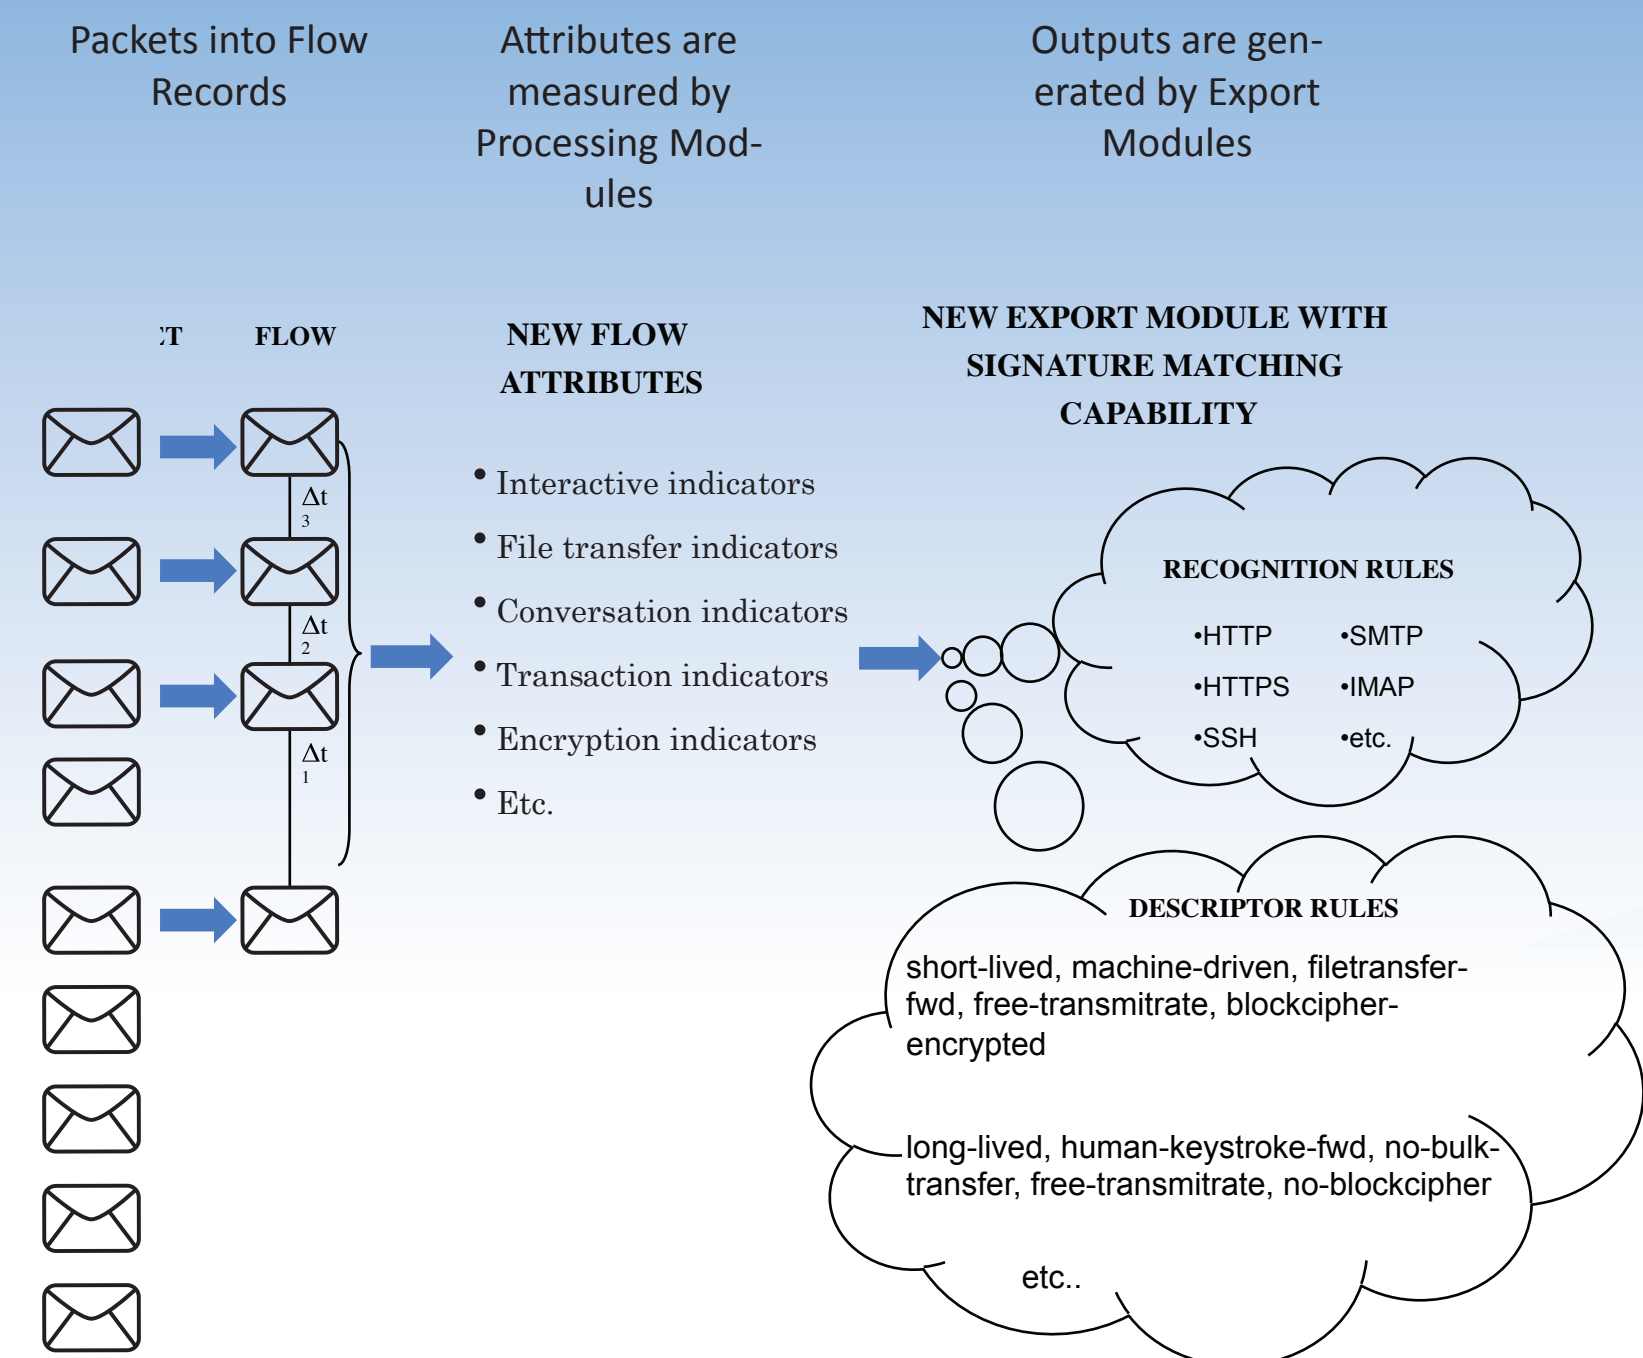 Packets into Flow
Records
Attributes are
measured by
Processing Mod-
ules
Outputs are gen-
erated by Export
Modules
FLOW
NEW FLOW
ATTRIBUTES
NEW EXPORT MODULE WITH
SIGNATURE MATCHING
CAPABILITY
Δt
3
Δt
2
Δt
1
• Interactive indicators
• File transfer indicators
• Conversation indicators
• Transaction indicators
• Encryption indicators
• Etc.
RECOGNITION RULES
•HTTP
•HTTPS
•SSH
•SMTP
•IMAP
•etc.
DESCRIPTOR RULES
short-lived, machine-driven, filetransfer-
fwd, free-transmitrate, blockcipher-
encrypted
long-lived, human-keystroke-fwd, no-bulk-
transfer, free-transmitrate, no-blockcipher
etc..